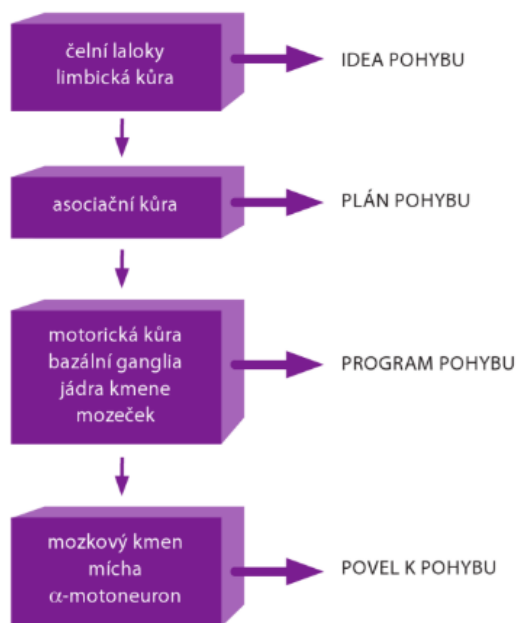 čelní laloky
limbická kůra
IDEA POHYBU
asociační kůra
PLÁN POHYBU
motorická kůra
bazální ganglia
jádra kmene
mozeček
PROGRAM POHYBU
mozkový kmen
mícha
α-motoneuron
POVEL K POHYBU